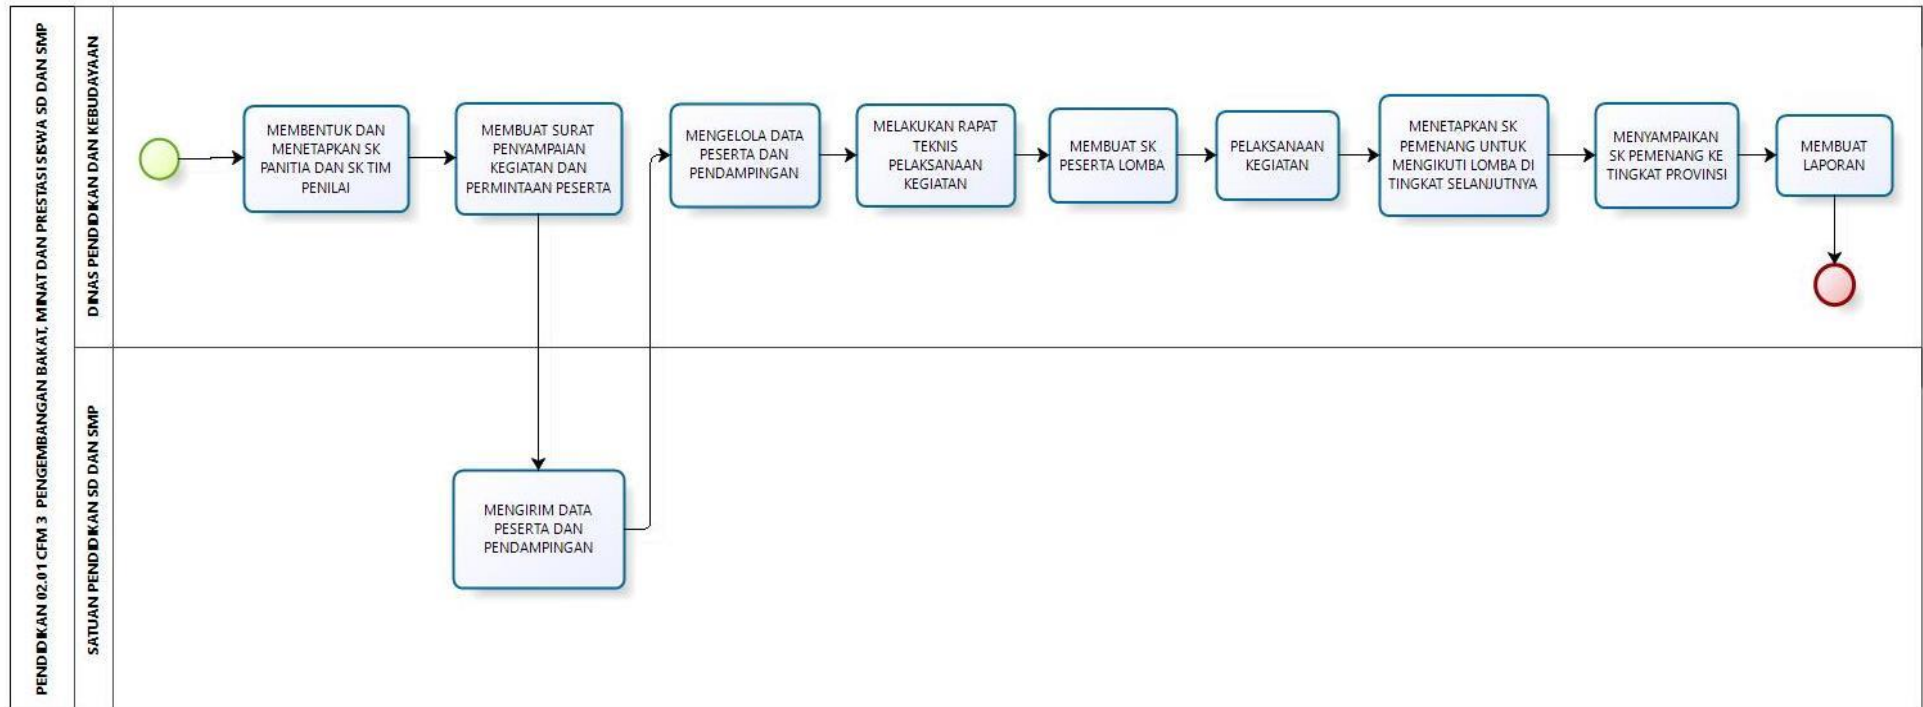 PENDIDIKAN 02.01 CFM 3 PENGEMBANGAN BAKAT, MINAT DAN PRESTASI SISWA SD DAN SMP
DINAS PENDIDIKAN DAN KEBUDAYAAN
MEMBENTUK DAN
MENETAPKAN SK
PANITIA DAN SK TIM
PENILAI
MEMBUAT SURAT
PENYAMPAIAN
KEGIATAN DAN
PERMINTAAN PESERTA
MENGELOLA DATA
PESERTA DAN
PENDAMPINGAN
MELAKUKAN RAPAT
TEKNIS
PELAKSANAAN
KEGIATAN
MEMBUAT SK
PESERTA LOMBA
PELAKSANAAN
KEGIATAN
MENETAPKAN SK
PEMENANG UNTUK
MENGIKUTI LOMBA DI
TINGKAT SELANJUTNYA
MENYAMPAIKAN
SK PEMENANG KE
TINGKAT PROVINSI
MEMBUAT
LAPORAN
SATUAN PENDIDIKAN SD DAN SMP
MENGIRIM DATA
PESERTA DAN
PENDAMPINGAN